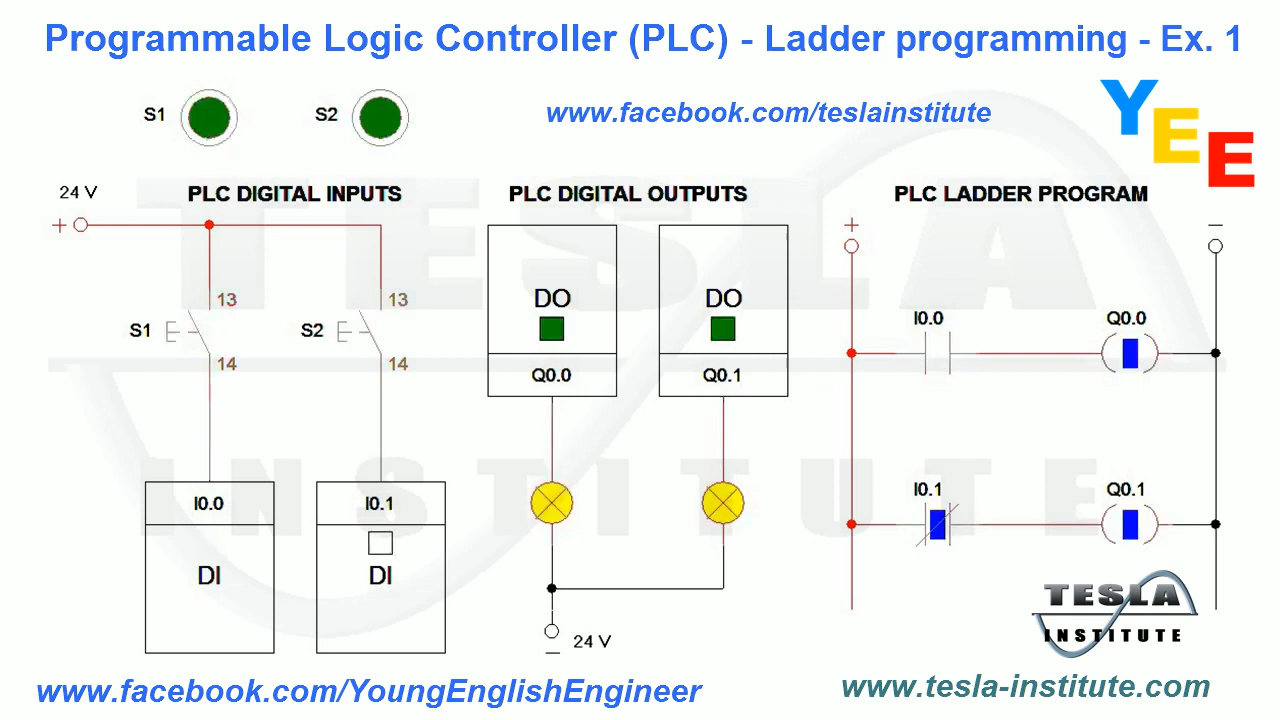 Programmable Logic Controller (PLC) - Ladder programming - Ex. 1
S1
S2
www.facebook.com/teslainstitute
YEE
24 V
PLC DIGITAL INPUTS
PLC DIGITAL OUTPUTS
PLC LADDER PROGRAM
+
+
–
13
13
DO
DO
I0.0
Q0.0
S1
S2
14
14
Q0.0
Q0.1
I0.0
I0.1
I0.1
Q0.1
DI
DI
24 V
–
TESLA
INSTITUTE
TESLA
INSTITUTE
www.facebook.com/YoungEnglishEngineer
www.tesla-institute.com